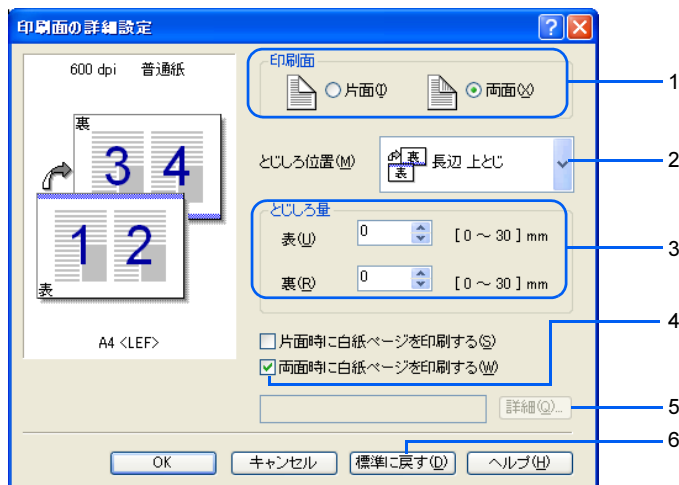 印刷面の詳細設定
600 dpi 普通紙
裏
3 4
1 2
表
A4 <LEF>
印刷面
片面(I) 両面(X)
1
とじしろ位置(M) 裏 表 長辺 上とじ
2
とじしろ量
表(U) 0 [0～30] mm
裏(R) 0 [0～30] mm
3
片面時に白紙ページを印刷する(S)
両面時に白紙ページを印刷する(W)
4
詳細(Q)...
5
OK キャンセル 標準に戻す(D) ヘルプ(H)
6